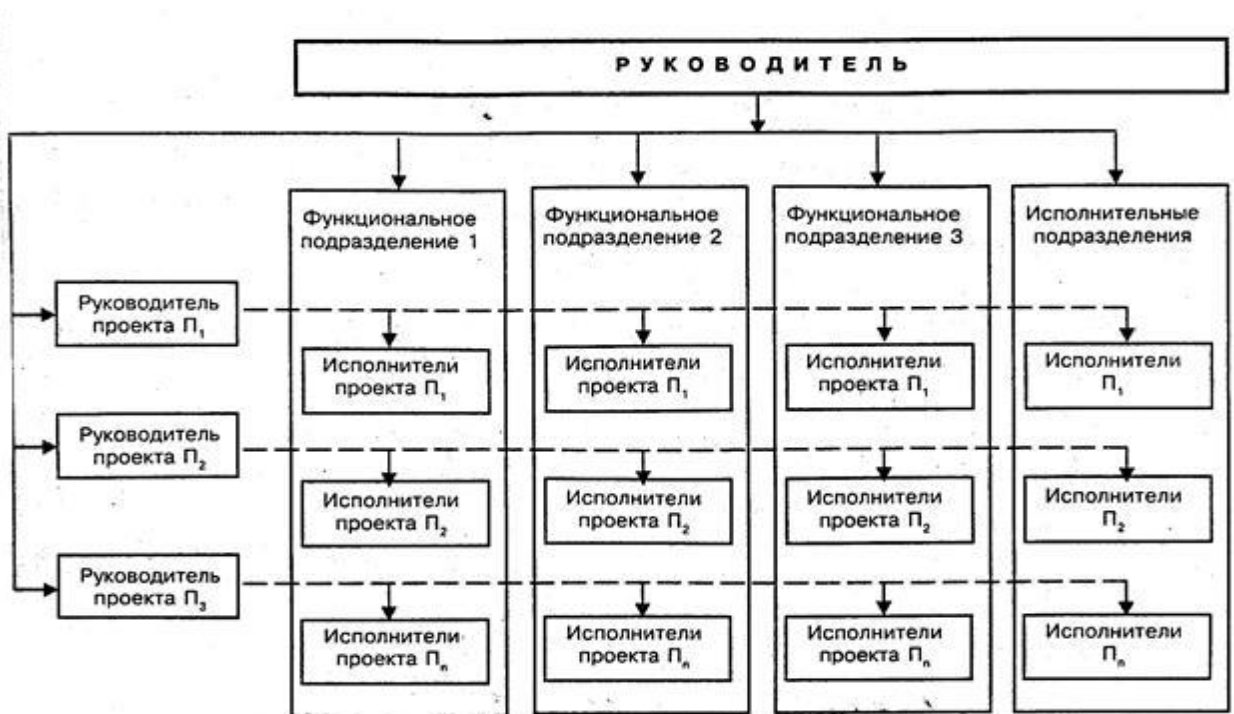 РУКОВОДИТЕЛЬ
Функциональное
подразделение 1
Функциональное
подразделение 2
Функциональное
подразделение 3
Исполнительные
подразделения
Руководитель
проекта П₁
Исполнители
проекта П₁
Исполнители
проекта П₁
Исполнители
проекта П₁
Исполнители
П₁
Руководитель
проекта П₂
Исполнители
проекта П₂
Исполнители
проекта П₂
Исполнители
проекта П₂
Исполнители
П₂
Руководитель
проекта П₃
Исполнители
проекта Пₙ
Исполнители
проекта Пₙ
Исполнители
проекта Пₙ
Исполнители
Пₙ